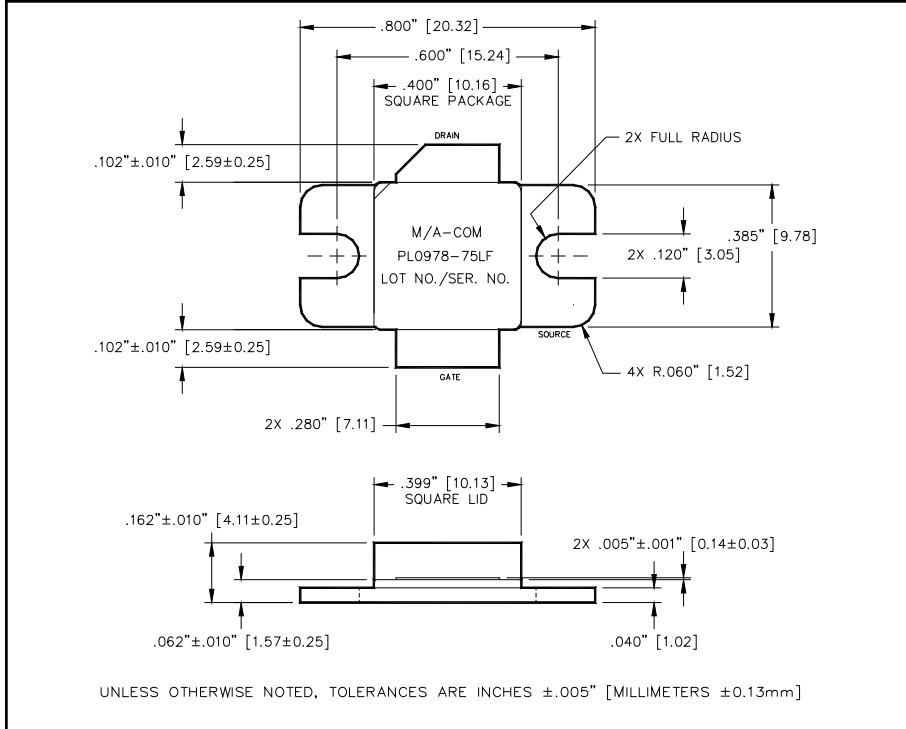 .800” [20.32]
.600” [15.24]
.400” [10.16]
SQUARE PACKAGE
DRAIN
2X FULL RADIUS
.102”±.010” [2.59±0.25]
M/A-COM
PL0978-75LF
LOT NO./SER. NO.
.385” [9.78]
2X .120” [3.05]
SOURCE
.102”±.010” [2.59±0.25]
GATE
4X R.060” [1.52]
2X .280” [7.11]
.399” [10.13]
SQUARE LID
.162”±.010” [4.11±0.25]
2X .005”±.001” [0.14±0.03]
.062”±.010” [1.57±0.25]
.040” [1.02]
UNLESS OTHERWISE NOTED, TOLERANCES ARE INCHES ±.005” [MILLIMETERS ±0.13mm]